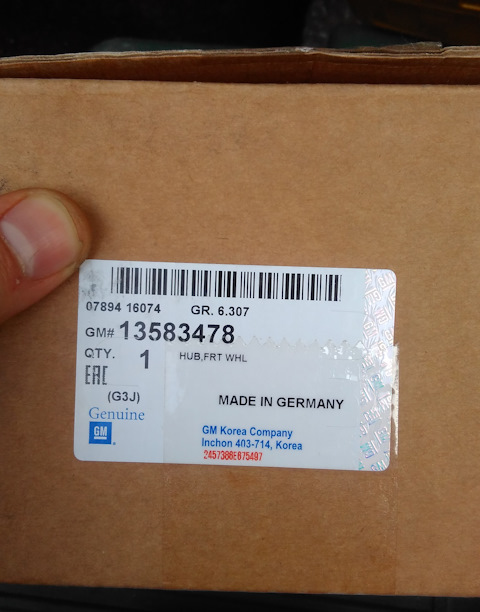 07894 16074 GR. 6.307
GM# 13583478
QTY. 1 HUB,FRT WHL
EAC
(G3J)
MADE IN GERMANY
Genuine
GM
GM Korea Company
Inchon 403-714, Korea
2457388E675497